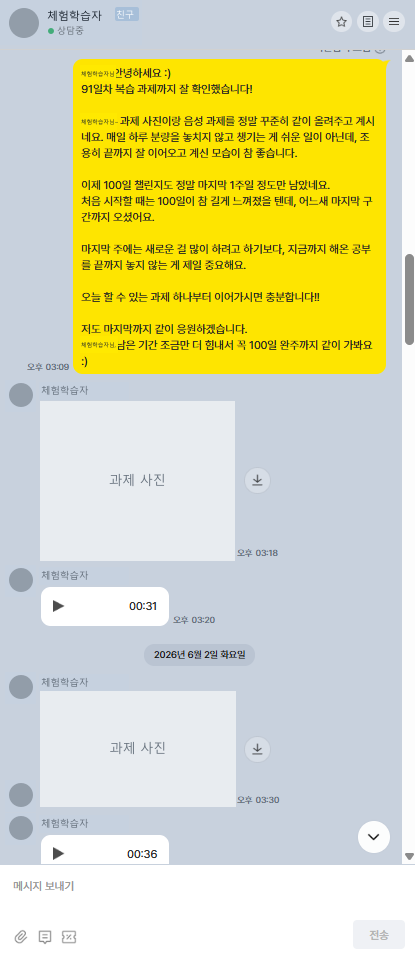 체험학습자 친구
상담중
체험학습자님안녕하세요 :)
91일차 복습 과제까지 잘 확인했습니다!
체험학습자님~ 과제 사진이랑 음성 과제를 정말 꾸준히 같이 올려주고 계시
네요. 매일 하루 분량을 놓치지 않고 챙기는 게 쉬운 일이 아닌데, 조
용히 끝까지 잘 이어오고 계신 모습이 참 좋습니다.
이제 100일 챌린지도 정말 마지막 1주일 정도만 남았네요.
처음 시작할 때는 100일이 참 길게 느껴졌을 텐데, 어느새 마지막 구
간까지 오셨어요.
마지막 주에는 새로운 걸 많이 하려고 하기보다, 지금까지 해온 공부
를 끝까지 놓지 않는 게 제일 중요해요.
오늘 할 수 있는 과제 하나부터 이어가시면 충분합니다!!
저도 마지막까지 같이 응원하겠습니다.
체험학습자님, 남은 기간 조금만 더 힘내서 꼭 100일 완주까지 같이 가봐요
:)
오후 03:09
체험학습자
과제 사진
오후 03:18
체험학습자
00:31
오후 03:20
2026년 6월 2일 화요일
체험학습자
과제 사진
오후 03:30
체험학습자
00:36
메시지 보내기
전송